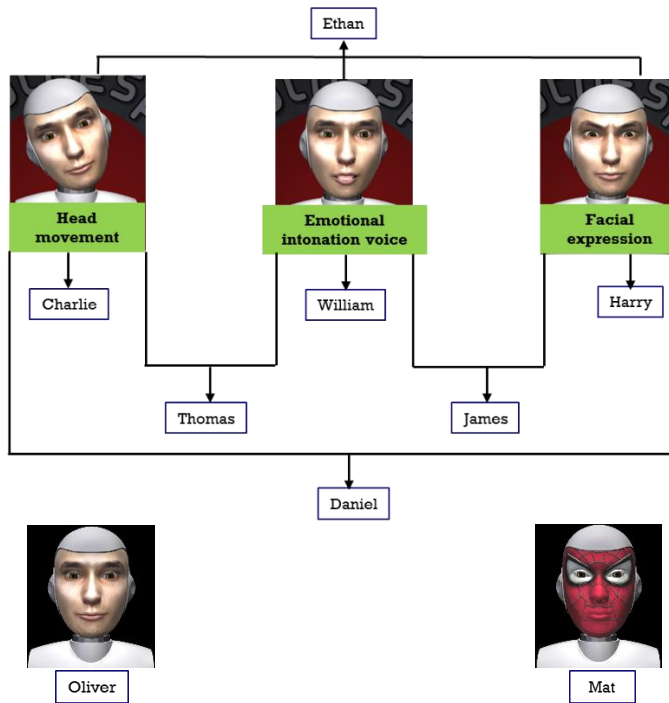 Ethan
Head
movement
Emotional
intonation voice
Facial
expression
Charlie
William
Harry
Thomas
James
Daniel
Oliver
Mat